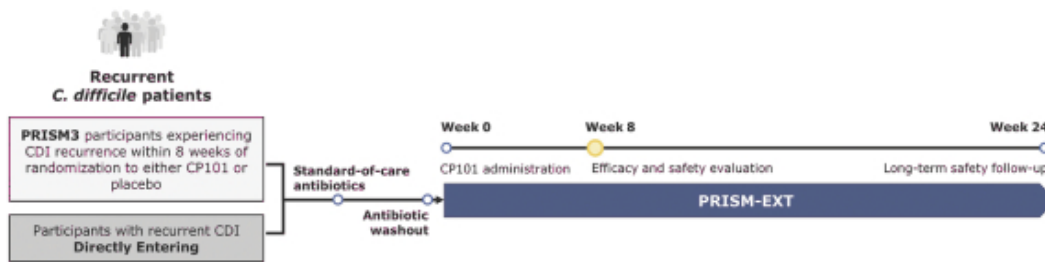 Recurrent
C. difficile patients
PRISM3 participants experiencing
CDI recurrence within 8 weeks of
randomization to either CP101 or
placebo
Participants with recurrent CDI
Directly Entering
Standard-of-care
antibiotics
Antibiotic
washout
Week 0
Week 8
Week 24
CP101 administration
Efficacy and safety evaluation
Long-term safety follow-up
PRISM-EXT